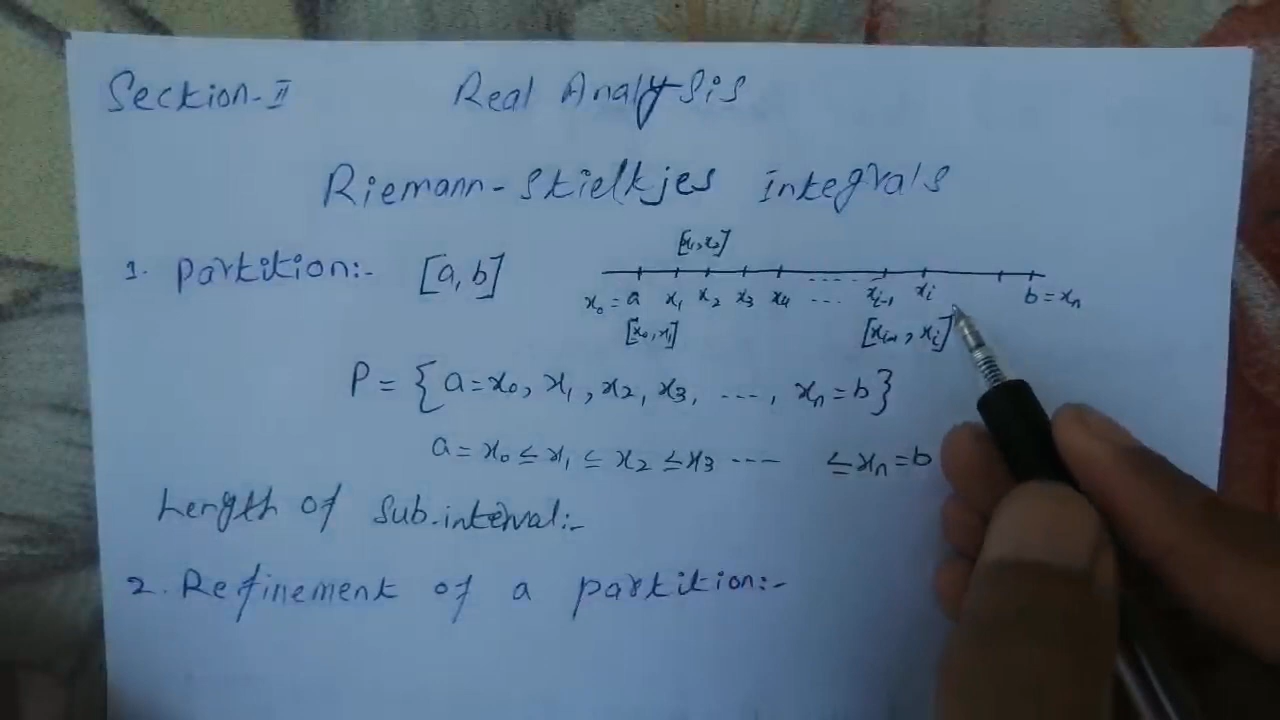 Section-II Real Analysis
Riemann-Stieltjes Integrals
1. Partition:- [a, b]
[x₁, x₂]
x₀ = a x₁ x₂ x₃ x₄ ... xᵢ₋₁ xᵢ b = xₙ
[x₀, x₁] [xᵢ₋₁, xᵢ]
P = {a = x₀, x₁, x₂, x₃, ---, xₙ = b}
a = x₀ ≤ x₁ ≤ x₂ ≤ x₃ ---- ≤ xₙ = b
Length of Sub-interval:-
2. Refinement of a partition:-